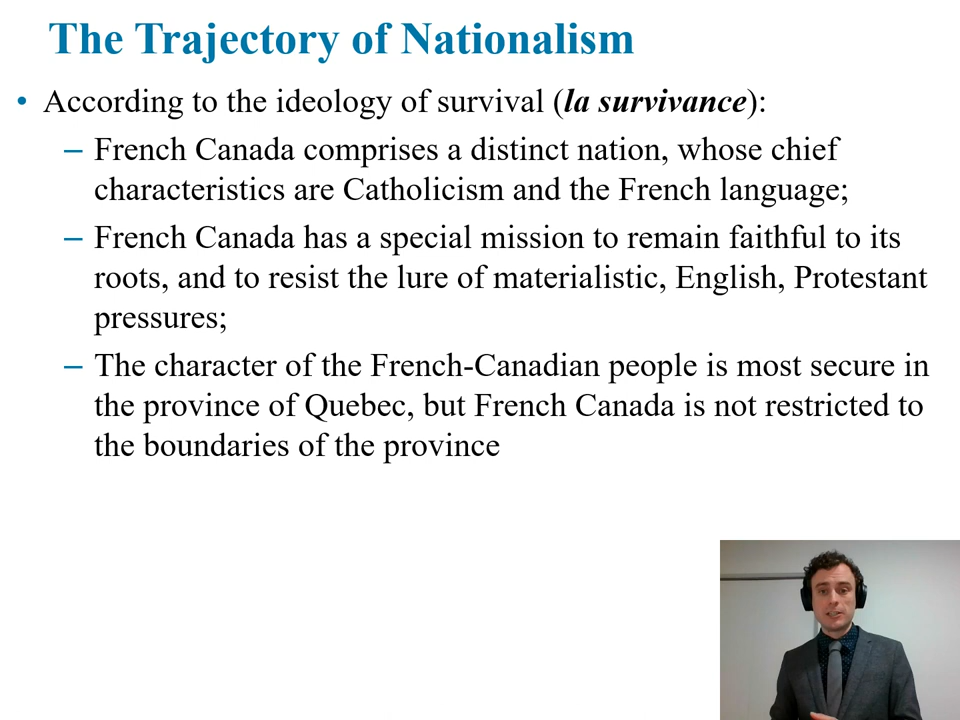 The Trajectory of Nationalism
• According to the ideology of survival (la survivance):
– French Canada comprises a distinct nation, whose chief
characteristics are Catholicism and the French language;
– French Canada has a special mission to remain faithful to its
roots, and to resist the lure of materialistic, English, Protestant
pressures;
– The character of the French-Canadian people is most secure in
the province of Quebec, but French Canada is not restricted to
the boundaries of the province